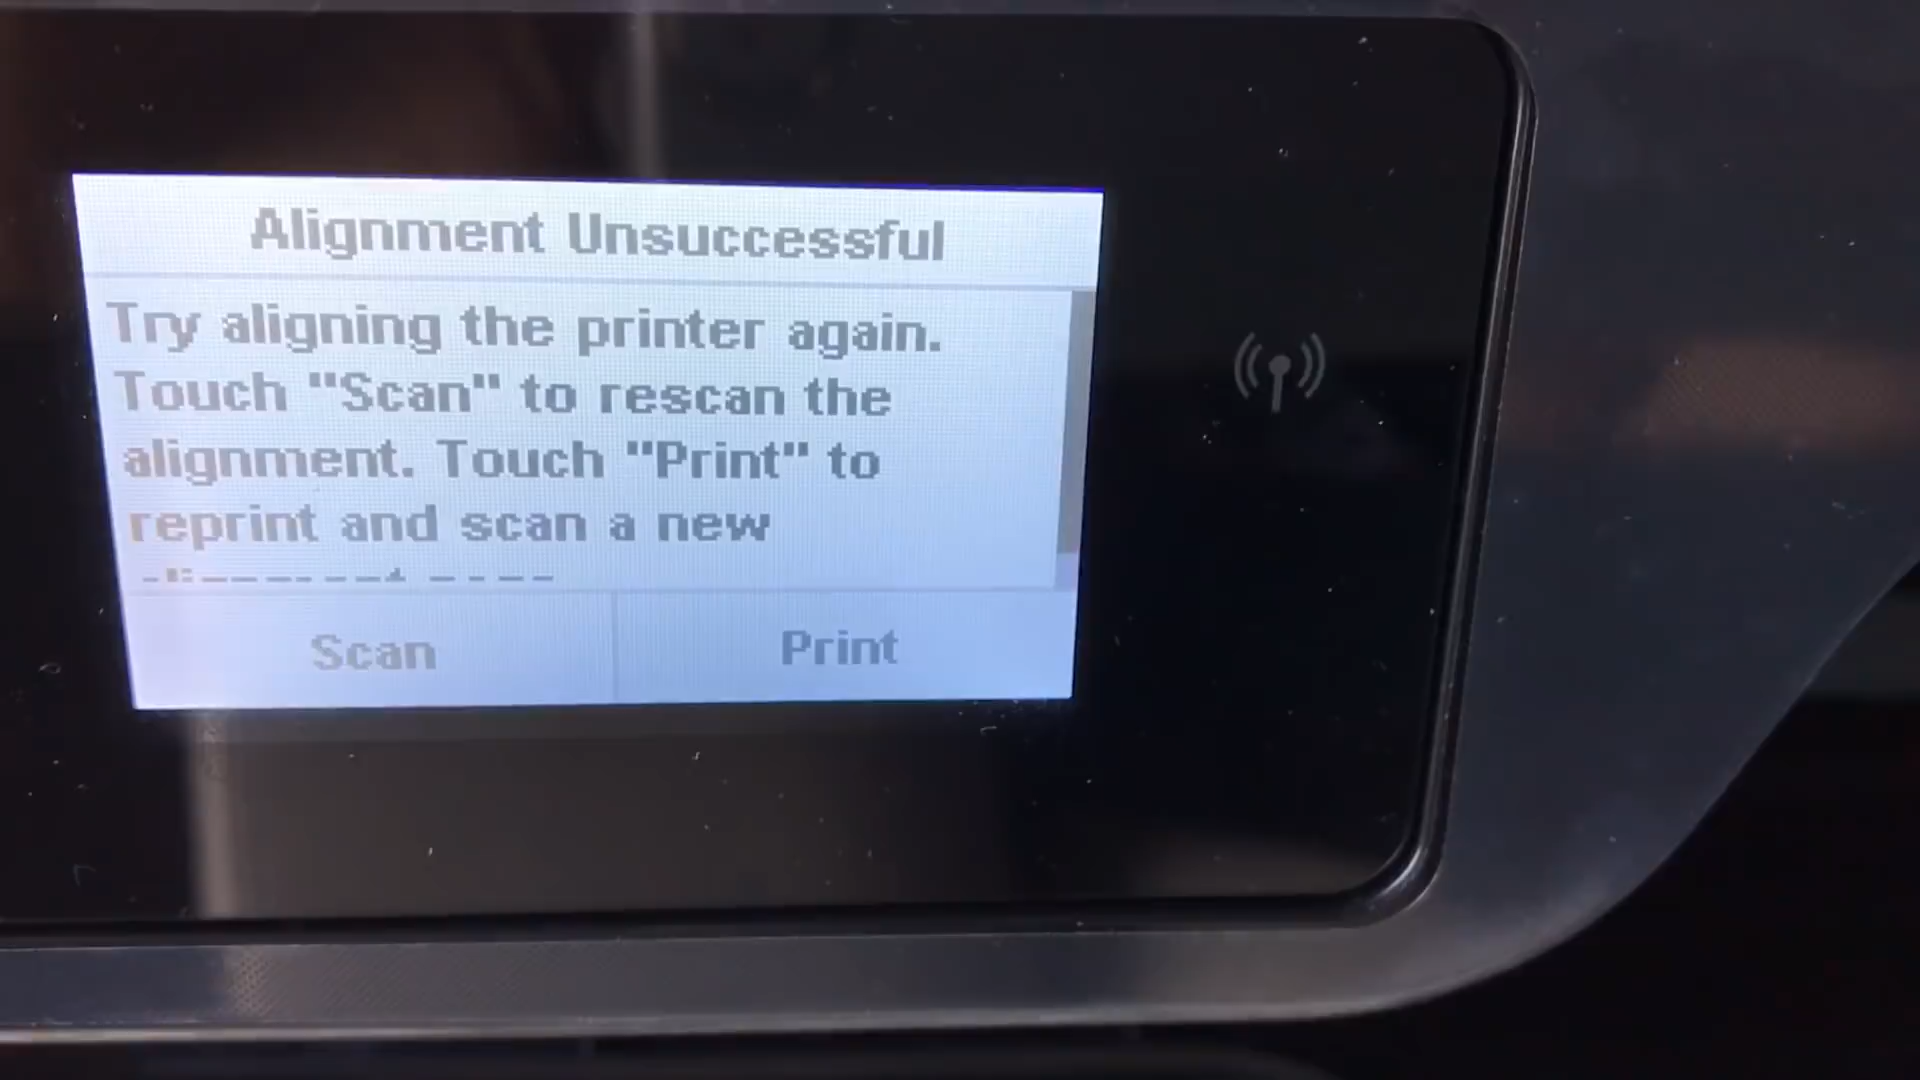 Alignment Unsuccessful
Try aligning the printer again.
Touch "Scan" to rescan the
alignment. Touch "Print" to
reprint and scan a new
Scan
Print